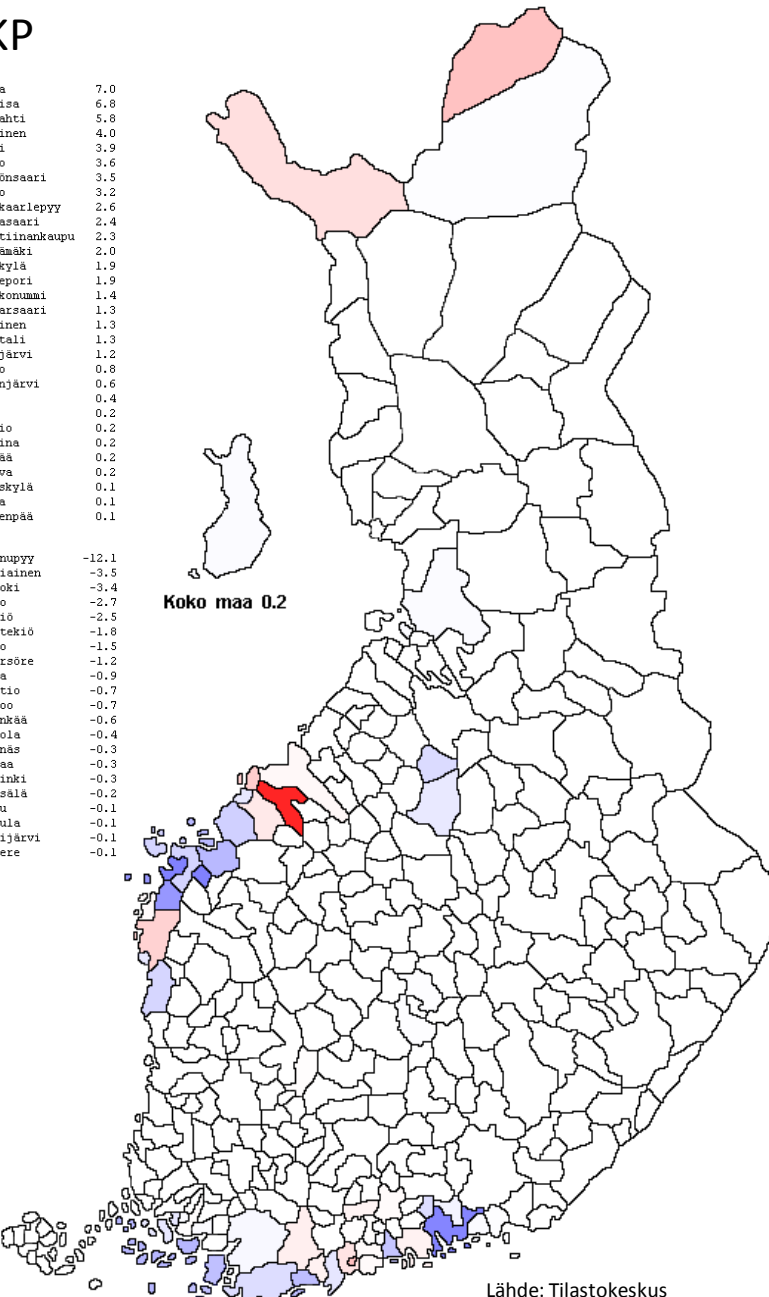 KP
a 7.0
isa 6.8
ahti 5.8
inen 4.0
i 3.9
o 3.6
önsaari 3.5
o 3.2
kaarlepyy 2.6
asaari 2.4
tiinankaupu 2.3
ämäki 2.0
kylä 1.9
epori 1.9
konummi 1.4
arsaari 1.3
inen 1.3
tali 1.3
järvi 1.2
o 0.8
njärvi 0.6
0.4
0.2
io 0.2
ina 0.2
ää 0.2
va 0.2
skylä 0.1
a 0.1
enpää 0.1
nupyy -12.1
iainen -3.5
oki -3.4
o -2.7
iö -2.5
tekiö -1.8
o -1.5
rsöre -1.2
a -0.9
tio -0.7
oo -0.7
nkää -0.6
ola -0.4
näs -0.3
aa -0.3
inki -0.3
sälä -0.2
u -0.1
ula -0.1
ijärvi -0.1
ere -0.1
Koko maa 0.2
Lähde: Tilastokeskus